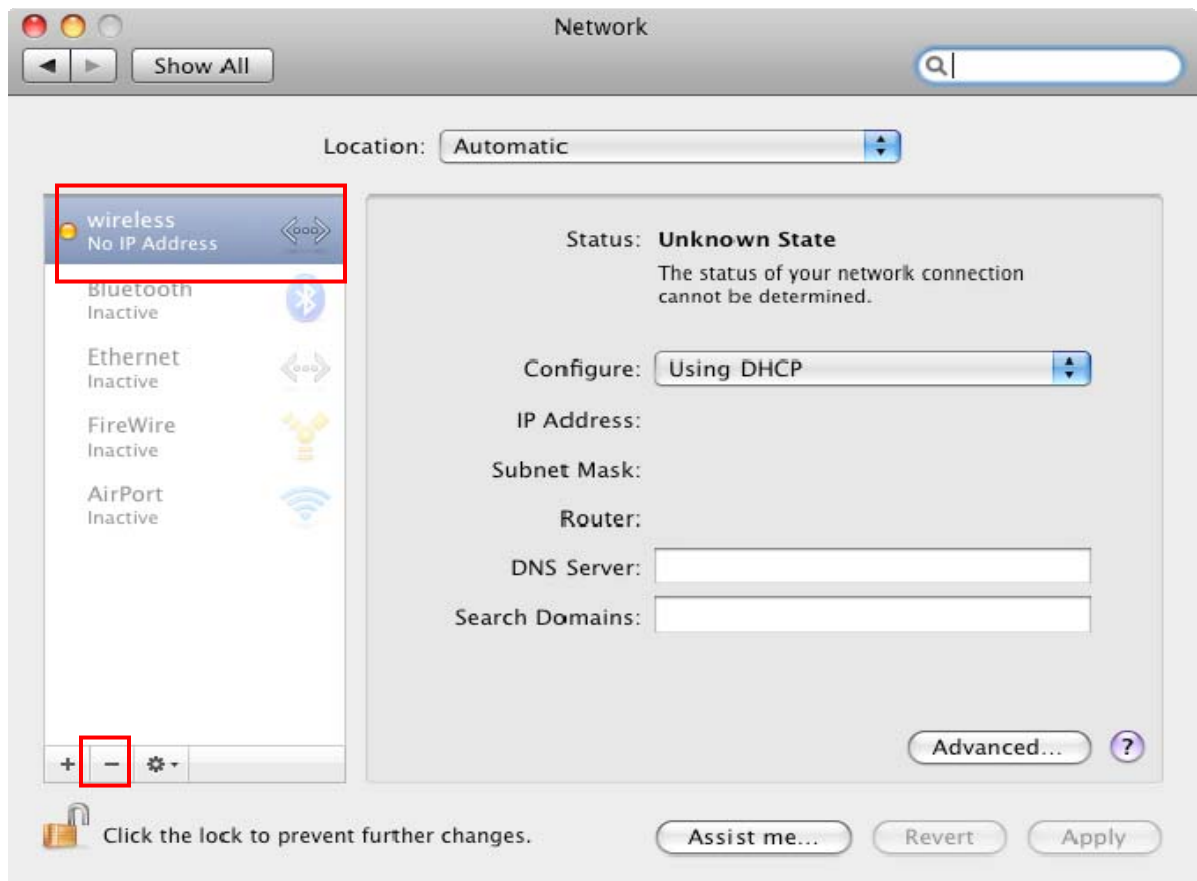 Network
Show All
Location: Automatic
wireless
No IP Address
Bluetooth
Inactive
Ethernet
Inactive
FireWire
Inactive
AirPort
Inactive
Status: Unknown State
The status of your network connection
cannot be determined.
Configure: Using DHCP
IP Address:
Subnet Mask:
Router:
DNS Server:
Search Domains:
Advanced... ?
+ −
Click the lock to prevent further changes.
Assist me... Revert Apply